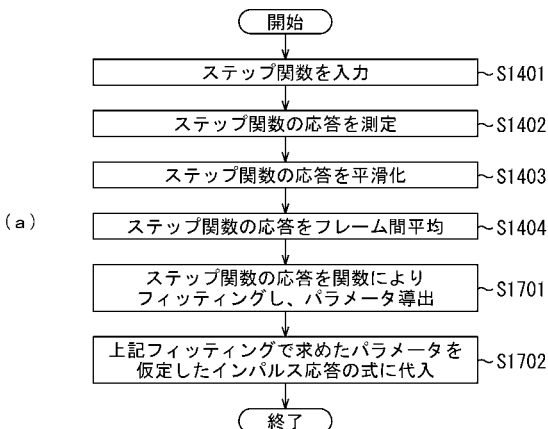 開始
ステップ関数を入力
~S1401
ステップ関数の応答を測定
~S1402
ステップ関数の応答を平滑化
~S1403
(a)
ステップ関数の応答をフレーム間平均
~S1404
ステップ関数の応答を関数により
フィッティングし、パラメータ導出
~S1701
上記フィッティングで求めたパラメータを
仮定したインパルス応答の式に代入
~S1702
終了